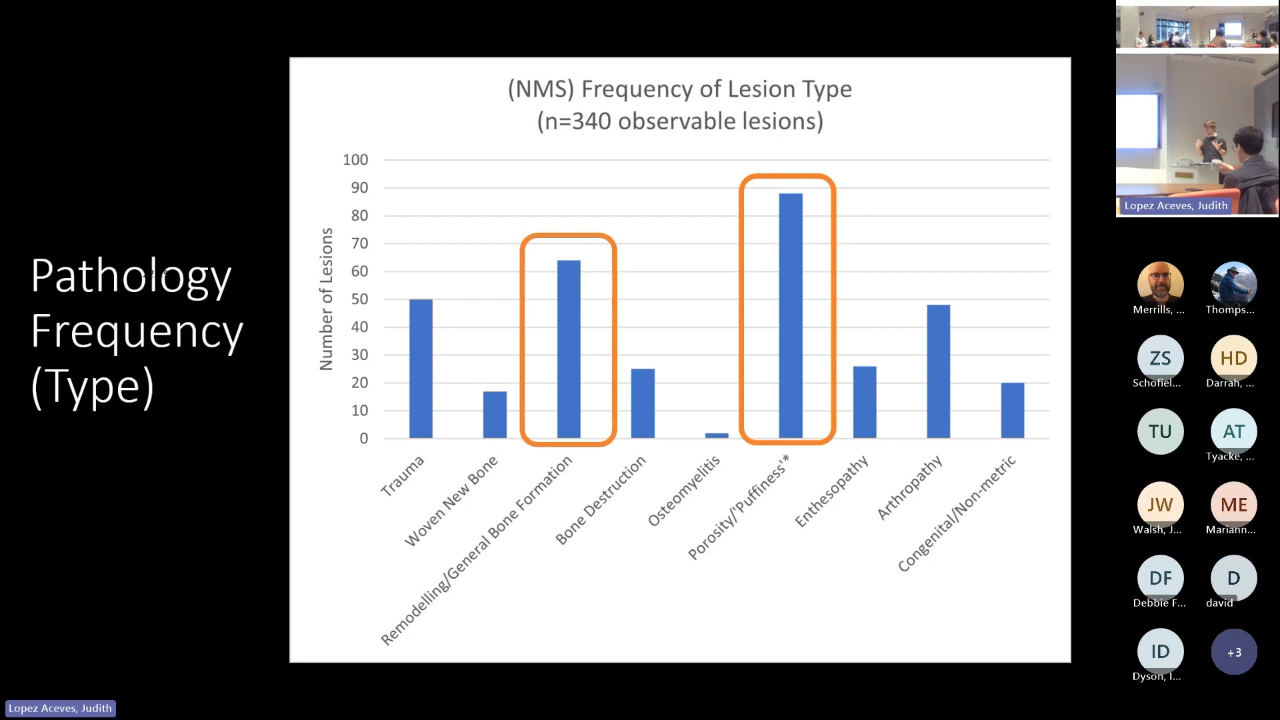 Pathology
Frequency
(Type)
(NMS) Frequency of Lesion Type
(n=340 observable lesions)
Number of Lesions
100
90
80
70
60
50
40
30
20
10
0
Trauma
Woven New Bone
Remodelling/General Bone Formation
Bone Destruction
Osteomyelitis
Porosity/'Puffiness'*
Enthesopathy
Arthropathy
Congenital/Non-metric
Lopez Aceves, Judith
Merrills, ...
Thomps...
ZS
HD
Schofiel...
Darrah, ...
TU
AT
Tyacke, ...
JW
ME
Walsh, J...
Mariann...
DF
D
Debbie F...
david
ID
+3
Dyson, I...
Lopez Aceves, Judith